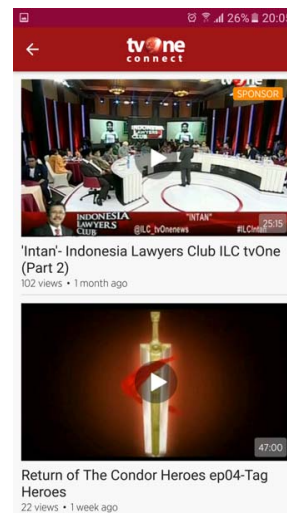 26% 20:05
tvOne
connect
tvOne
SPONSOR
INDONESIA
LAWYERS
CLUB
"INTAN"
@ILC_tvOnenews
#ILCIntan
25:15
'Intan'- Indonesia Lawyers Club ILC tvOne
(Part 2)
102 views • 1 month ago
47:00
Return of The Condor Heroes ep04-Tag
Heroes
22 views • 1 week ago